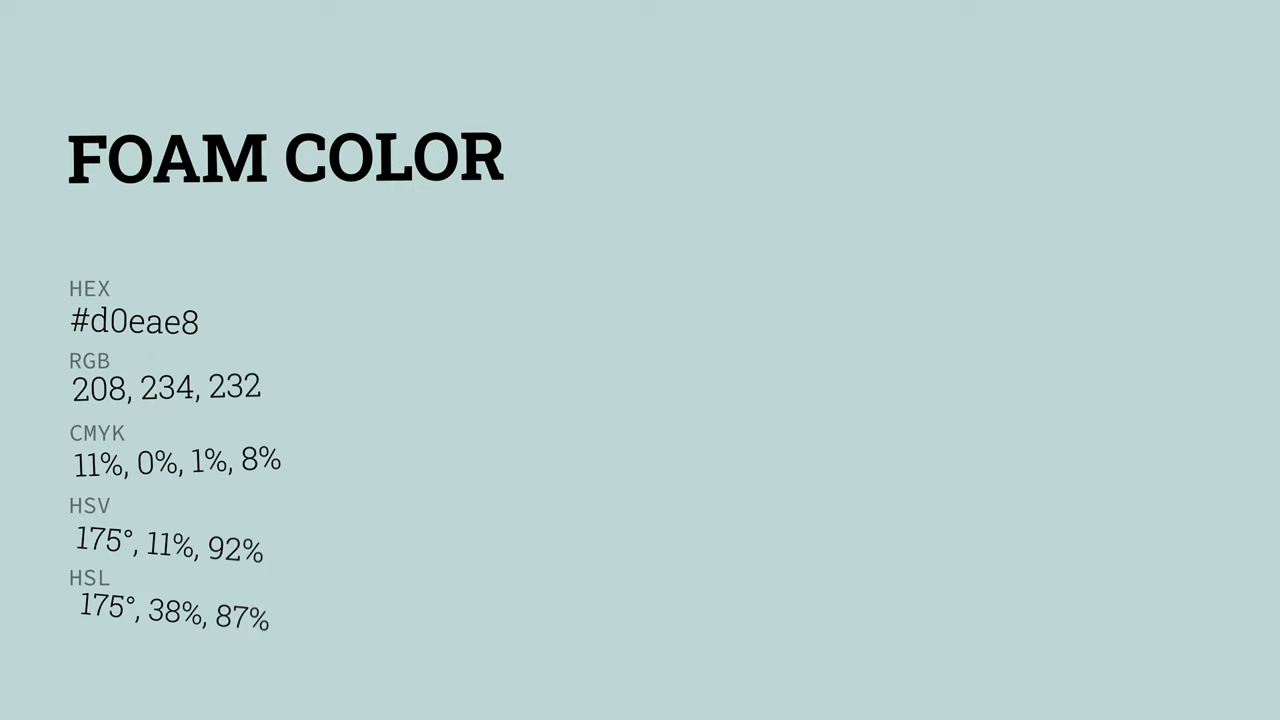 FOAM COLOR
HEX
#d0eae8
RGB
208, 234, 232
CMYK
11%, 0%, 1%, 8%
HSV
175°, 11%, 92%
HSL
175°, 38%, 87%